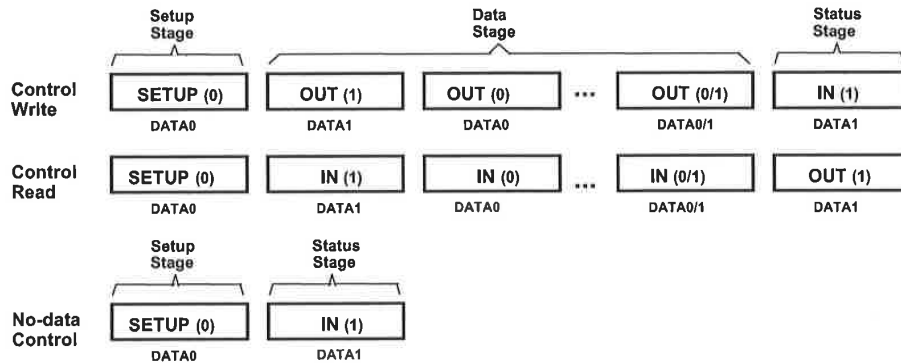 Setup Stage
Data Stage
Status Stage
Control Write
SETUP (0)
OUT (1)
OUT (0)
...
OUT (0/1)
IN (1)
DATA0
DATA1
DATA0
DATA0/1
DATA1
Control Read
SETUP (0)
IN (1)
IN (0)
...
IN (0/1)
OUT (1)
DATA0
DATA1
DATA0
DATA0/1
DATA1
Setup Stage
Status Stage
No-data Control
SETUP (0)
IN (1)
DATA0
DATA1